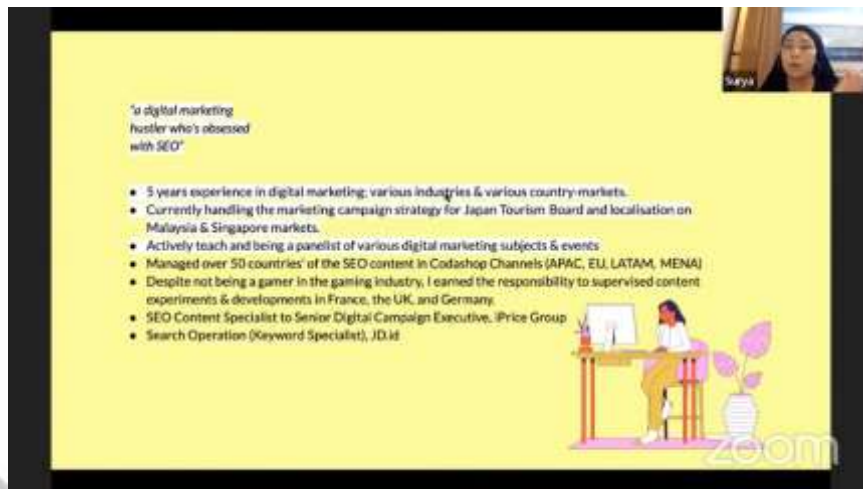 Surya
"a digital marketing
hustler who's obsessed
with SEO"
• 5 years experience in digital marketing; various industries & various country-markets.
• Currently handling the marketing campaign strategy for Japan Tourism Board and localisation on
Malaysia & Singapore markets.
• Actively teach and being a panelist of various digital marketing subjects & events
• Managed over 50 countries' of the SEO content in Codashop Channels (APAC, EU, LATAM, MENA)
• Despite not being a gamer in the gaming industry, I earned the responsibility to supervised content
experiments & developments in France, the UK, and Germany.
• SEO Content Specialist to Senior Digital Campaign Executive, iPrice Group
• Search Operation (Keyword Specialist), JD.id
zoom